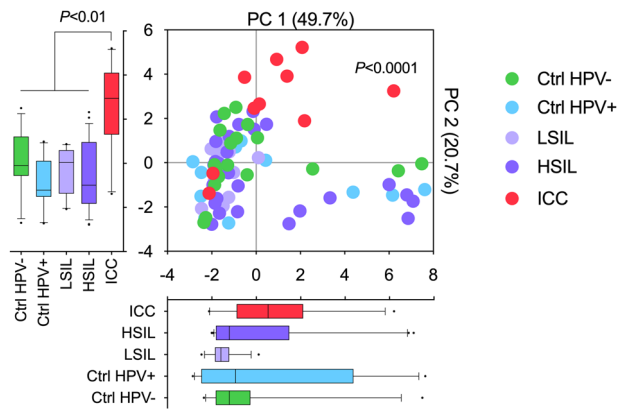 PC 1 (49.7%)
P<0.01
P<0.0001
PC 2 (20.7%)
6
4
2
0
-2
-4
-4
-2
0
2
4
6
8
Ctrl HPV-
Ctrl HPV+
LSIL
HSIL
ICC
Ctrl HPV-
Ctrl HPV+
LSIL
HSIL
ICC
ICC
HSIL
LSIL
Ctrl HPV+
Ctrl HPV-